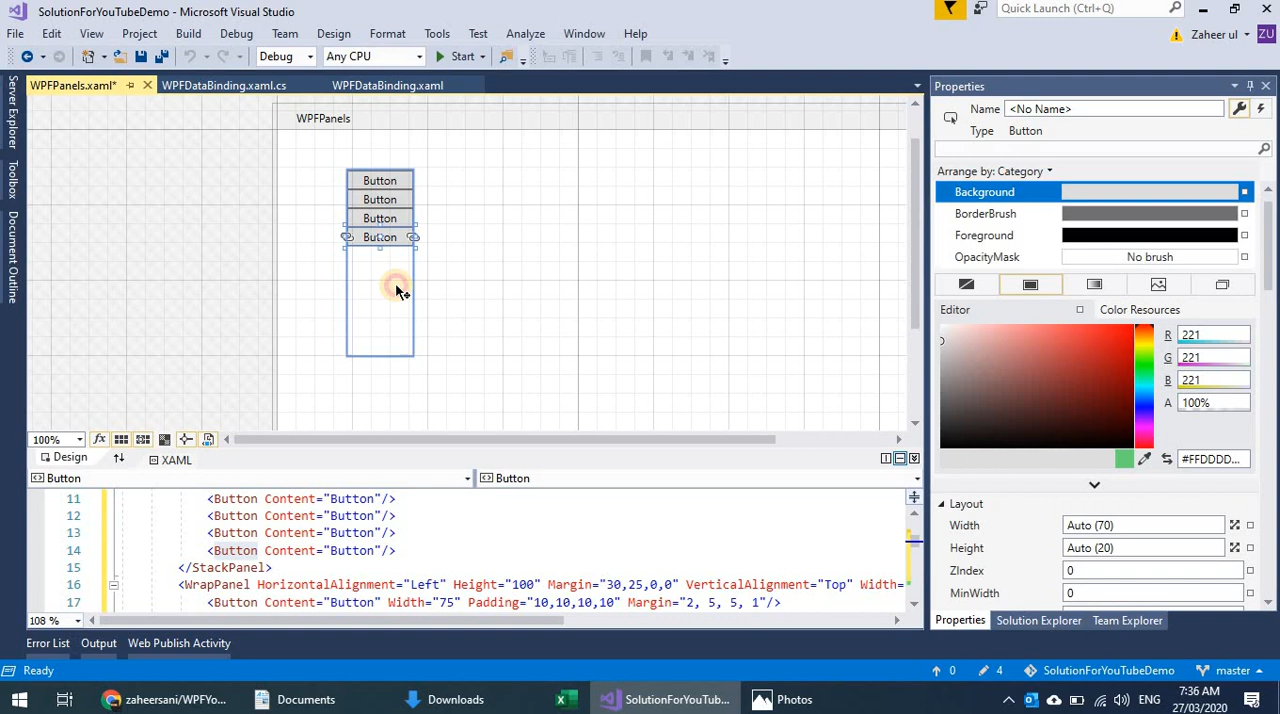 SolutionForYouTubeDemo - Microsoft Visual Studio
Quick Launch (Ctrl+Q)
File Edit View Project Build Debug Team Design Format Tools Test Analyze Window Help
Zaheer ul
ZU
Debug Any CPU Start
WPFPanels.xaml* WPFDataBinding.xaml.cs WPFDataBinding.xaml
Server Explorer
Toolbox
Document Outline
WPFPanels
Button
Button
Button
Button
100%
fx
Design XAML
Button Button
11 <Button Content="Button"/>
12 <Button Content="Button"/>
13 <Button Content="Button"/>
14 <Button Content="Button"/>
15 </StackPanel>
16 <WrapPanel HorizontalAlignment="Left" Height="100" Margin="30,25,0,0" VerticalAlignment="Top" Width=
17 <Button Content="Button" Width="75" Padding="10,10,10,10" Margin="2, 5, 5, 1"/>
108 %
Properties
Name <No Name>
Type Button
Arrange by: Category
Background
BorderBrush
Foreground
OpacityMask No brush
Editor Color Resources
R 221
G 221
B 221
A 100%
#FFDDDD...
Layout
Width Auto (70)
Height Auto (20)
ZIndex 0
MinWidth 0
Properties Solution Explorer Team Explorer
Error List Output Web Publish Activity
Ready
0 4 SolutionForYouTubeDemo master
zaheersani/WPFYo... Documents Downloads SolutionForYouTub... Photos
ENG
7:36 AM
27/03/2020